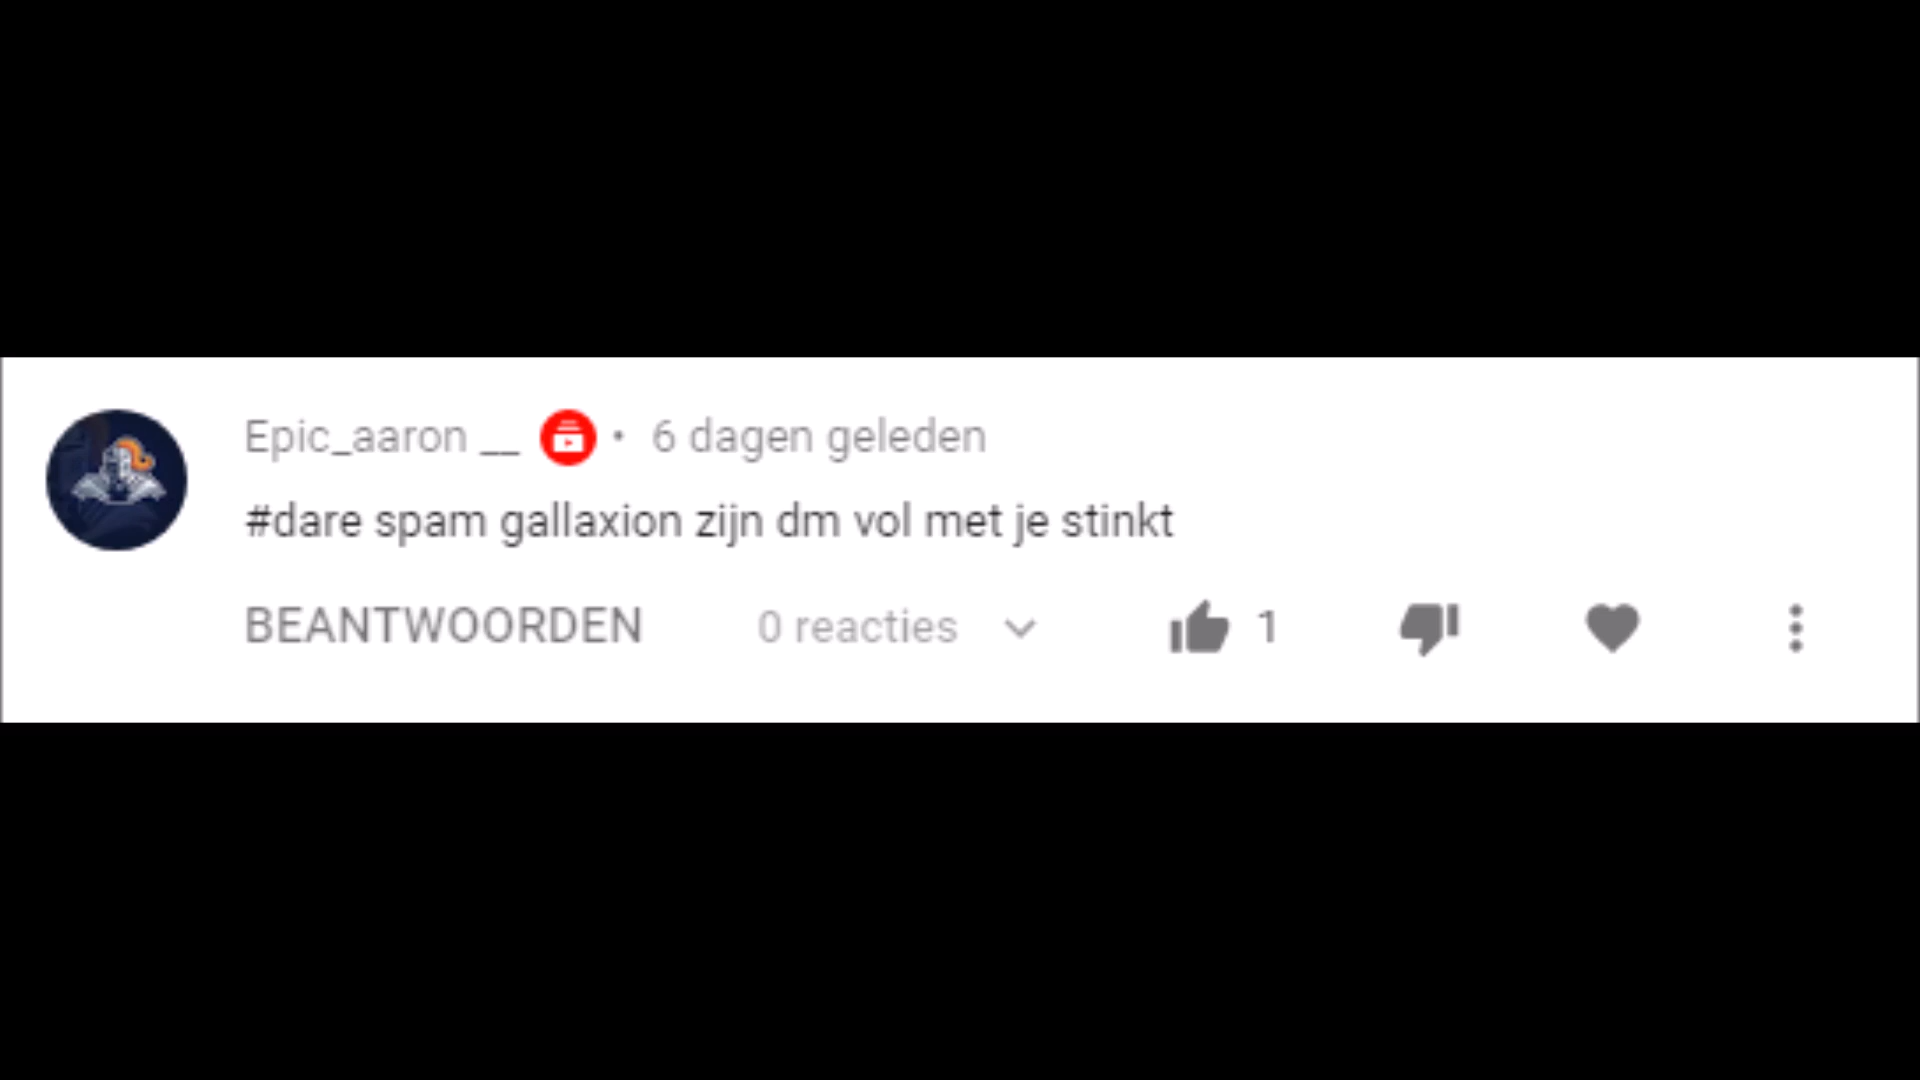 Epic_aaron __ • 6 dagen geleden
#dare spam gallaxion zijn dm vol met je stinkt
BEANTWOORDEN 0 reacties 1